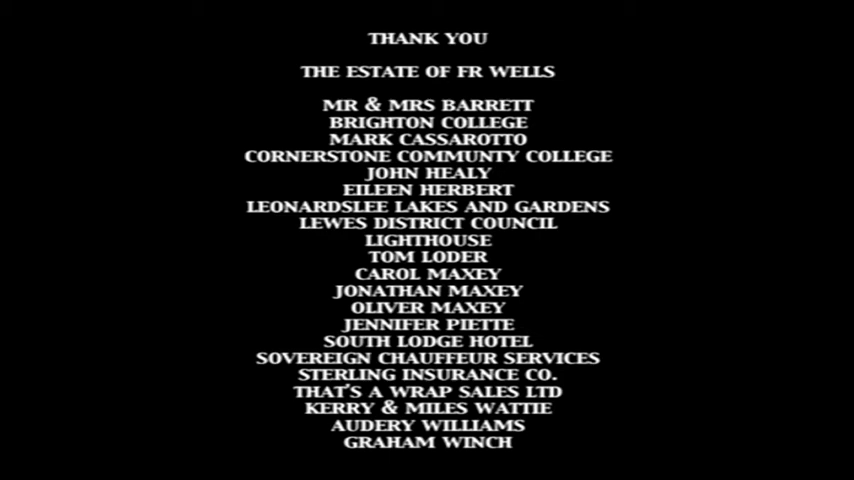 THANK YOU
THE ESTATE OF FR WELLS
MR & MRS BARRETT
BRIGHTON COLLEGE
MARK CASSAROTTO
CORNERSTONE COMMUNTY COLLEGE
JOHN HEALY
EILEEN HERBERT
LEONARDSLEE LAKES AND GARDENS
LEWES DISTRICT COUNCIL
LIGHTHOUSE
TOM LODER
CAROL MAXEY
JONATHAN MAXEY
OLIVER MAXEY
JENNIFER PIETTE
SOUTH LODGE HOTEL
SOVEREIGN CHAUFFEUR SERVICES
STERLING INSURANCE CO.
THAT'S A WRAP SALES LTD
KERRY & MILES WATTIE
AUDERY WILLIAMS
GRAHAM WINCH